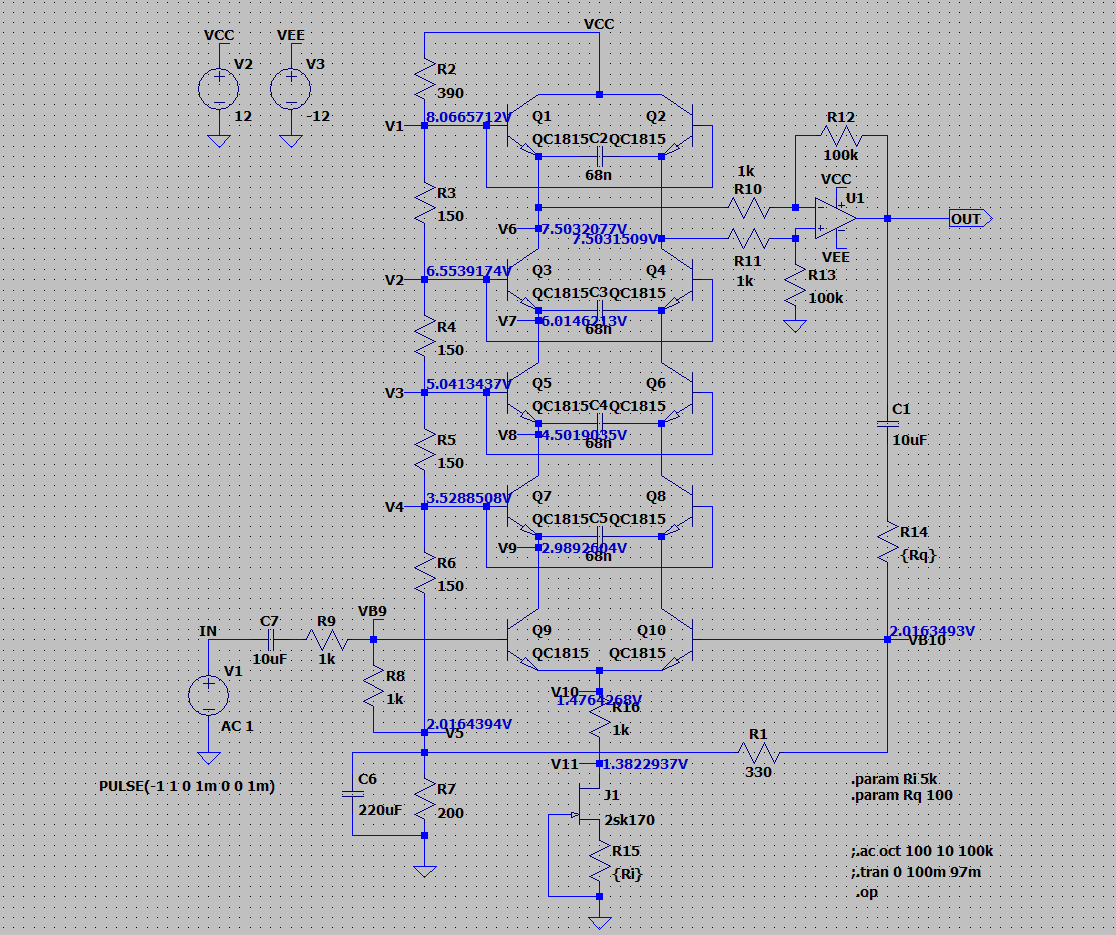 VCC
VCC
VEE
V2
V3
12
-12
R2
390
V1
8.0665712V
Q1
Q2
QC1815
C2
QC1815
68n
R12
100k
1k
R10
VCC
U1
OUT
R3
150
V6
7.5032077V
7.5031509V
R11
1k
VEE
R13
100k
V2
6.5539174V
Q3
Q4
QC1815
C3
QC1815
V7
6.0146213V
68n
R4
150
V3
5.0413437V
Q5
Q6
QC1815
C4
QC1815
V8
4.5019035V
68n
C1
10uF
R5
150
V4
3.5288508V
Q7
Q8
QC1815
C5
QC1815
V9
2.9892604V
68n
R14
{Rq}
R6
150
IN
C7
10uF
R9
1k
VB9
Q9
Q10
QC1815
QC1815
2.0163493V
VB10
V1
AC 1
R8
1k
V10
1.4764268V
R16
1k
2.0164394V
V5
R1
330
V11
1.3822937V
PULSE(-1 1 0 1m 0 0 1m)
C6
220uF
R7
200
J1
2sk170
R15
{Ri}
.param Ri 5k
.param Rq 100
;.ac oct 100 10 100k
;.tran 0 100m 97m
.op